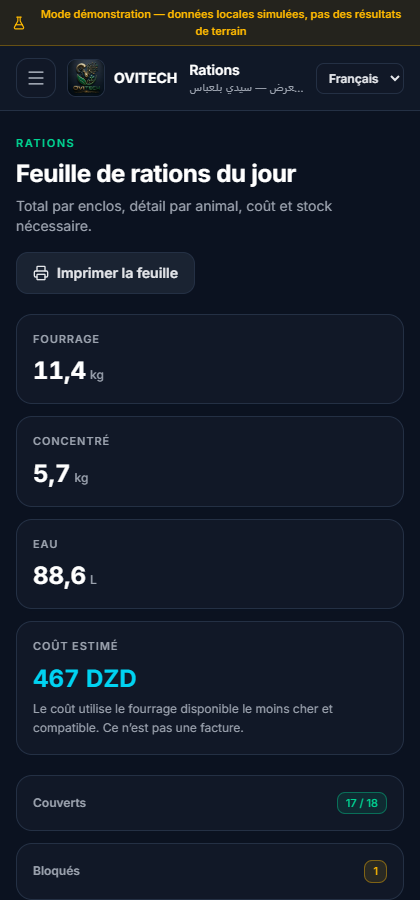 Mode démonstration — données locales simulées, pas des résultats
de terrain
OVITECH
Rations
...عرض — سيدي بلعباس
Français
RATIONS
Feuille de rations du jour
Total par enclos, détail par animal, coût et stock
nécessaire.
Imprimer la feuille
FOURRAGE
11,4 kg
CONCENTRÉ
5,7 kg
EAU
88,6 L
COÛT ESTIMÉ
467 DZD
Le coût utilise le fourrage disponible le moins cher et
compatible. Ce n’est pas une facture.
Couverts
17 / 18
Bloqués
1